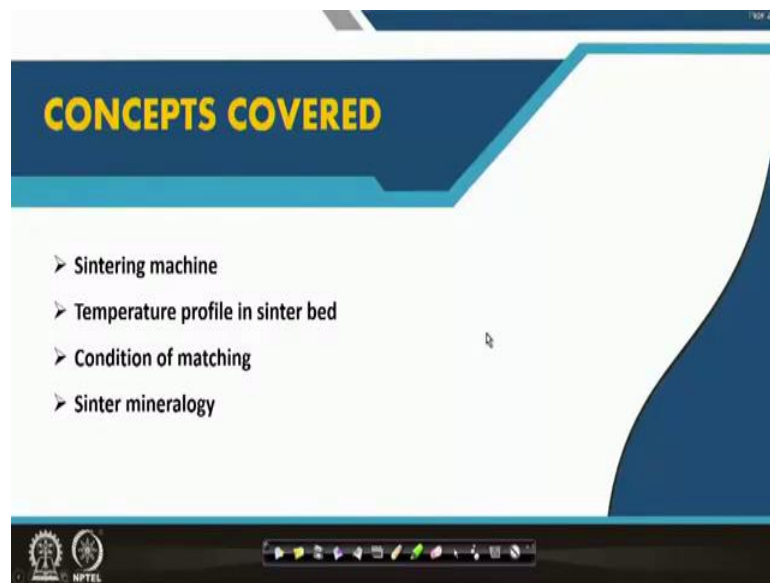 CONCEPTS COVERED
➢ Sintering machine
➢ Temperature profile in sinter bed
➢ Condition of matching
➢ Sinter mineralogy
NPTEL